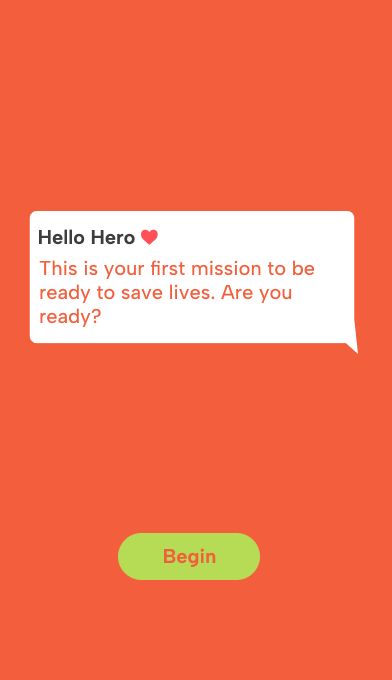 Hello Hero ❤
This is your first mission to be
ready to save lives. Are you
ready?
Begin